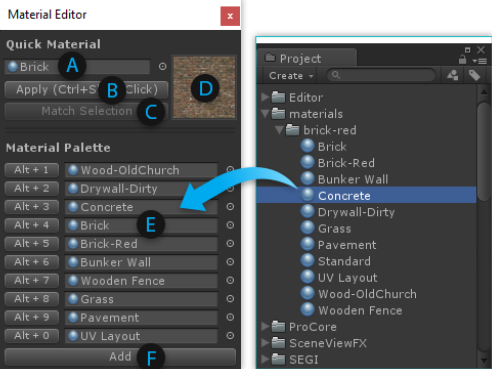 Material Editor
x
Quick Material
Brick
A
B
Apply (Ctrl+S Click)
C
Match Selection
D
Material Palette
Alt + 1 Wood-OldChurch
Alt + 2 Drywall-Dirty
Alt + 3 Concrete
Alt + 4 Brick
E
Alt + 5 Brick-Red
Alt + 6 Bunker Wall
Alt + 7 Wooden Fence
Alt + 8 Grass
Alt + 9 Pavement
Alt + 0 UV Layout
Add
F
Project
Create
Editor
materials
brick-red
Brick
Brick-Red
Bunker Wall
Concrete
Drywall-Dirty
Grass
Pavement
Standard
UV Layout
Wood-OldChurch
Wooden Fence
ProCore
SceneViewFX
SEGI